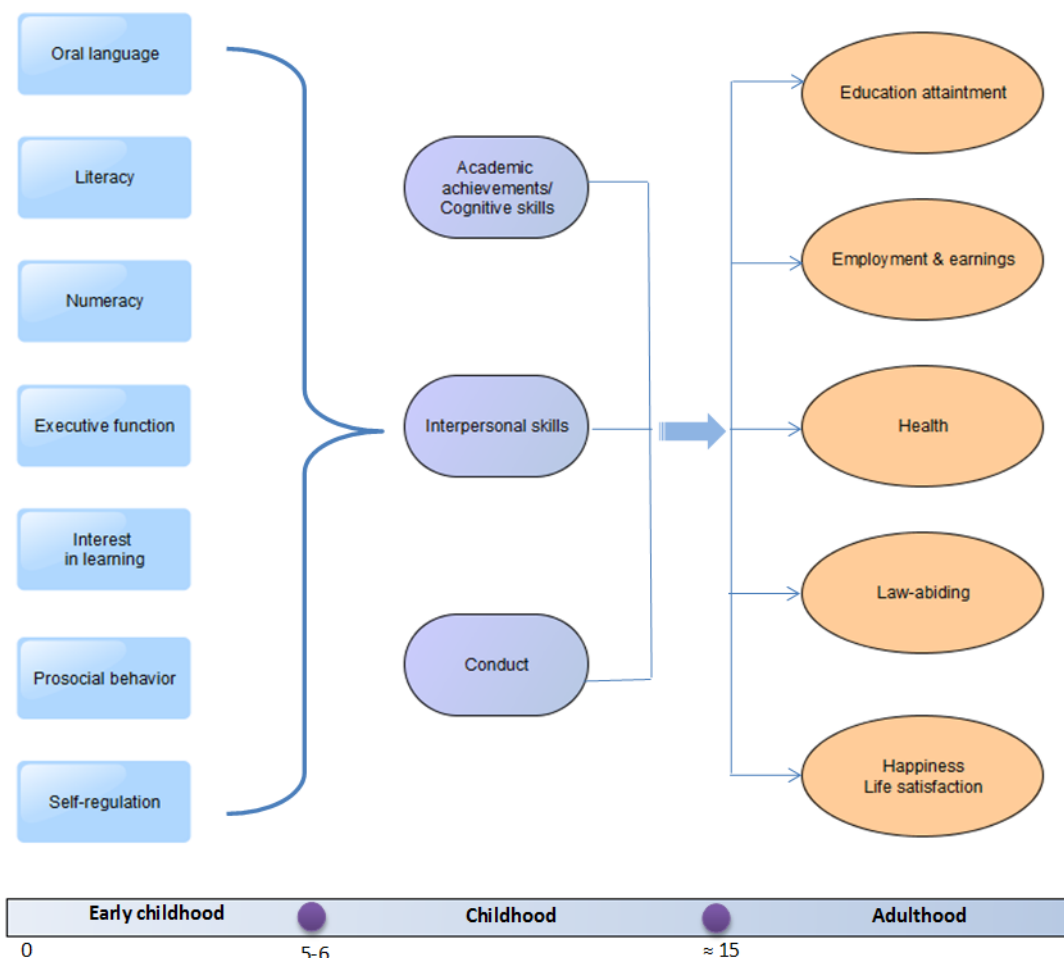 Oral language
Literacy
Numeracy
Executive function
Interest
in learning
Prosocial behavior
Self-regulation
Academic
achievements/
Cognitive skills
Interpersonal skills
Conduct
Education attaintment
Employment & earnings
Health
Law-abiding
Happiness
Life satisfaction
Early childhood
Childhood
Adulthood
0
5-6
≈ 15